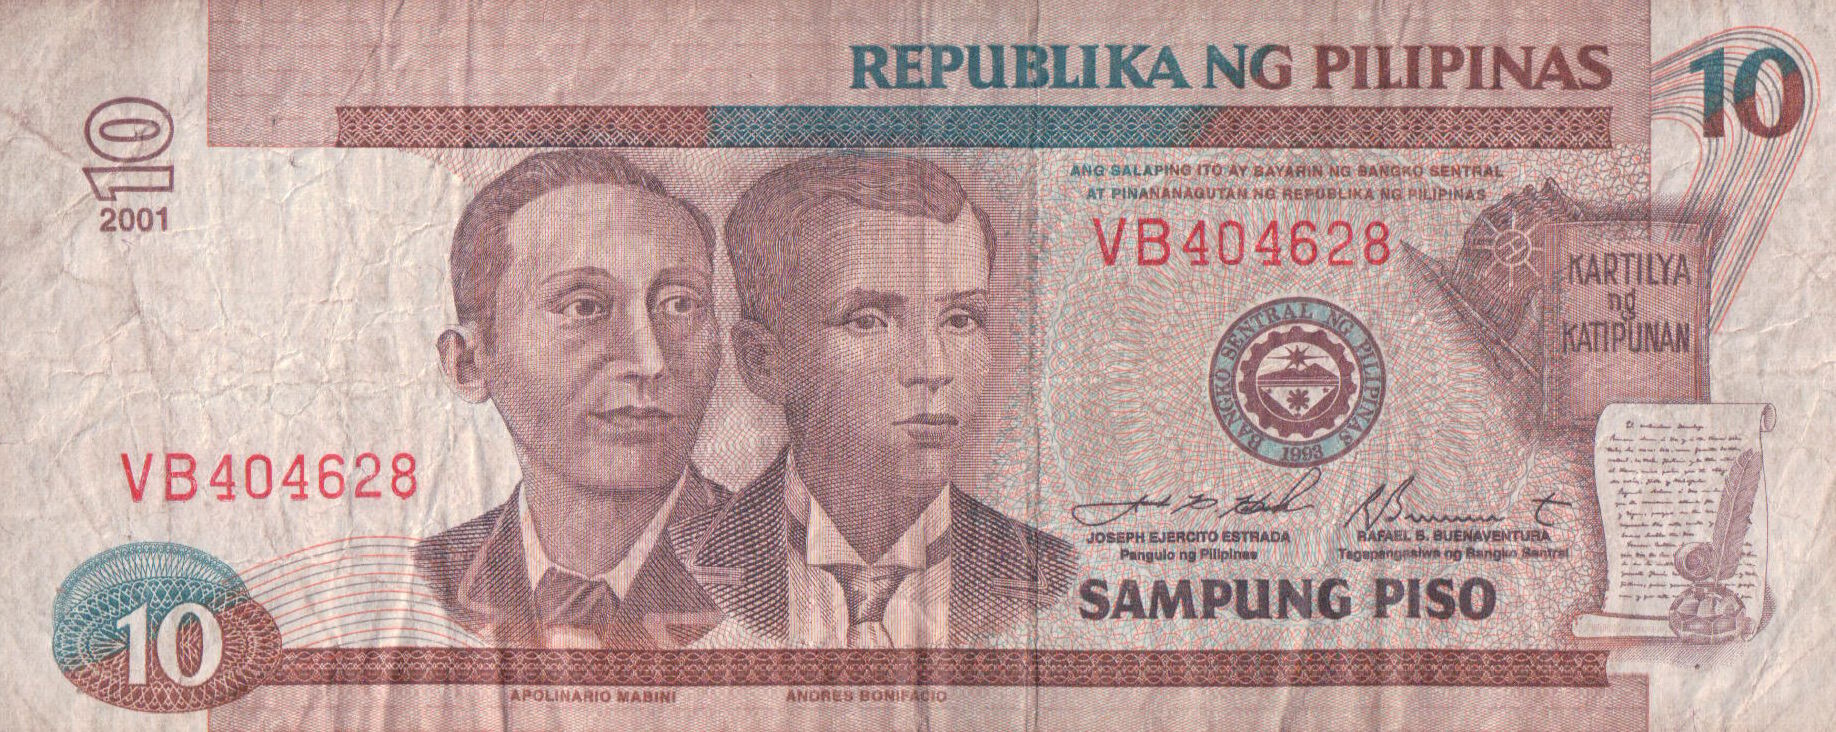 REPUBLIKA NG PILIPINAS
10
10
2001
ANG SALAPING ITO AY BAYARIN NG BANGKO SENTRAL
AT PINANANAGUTAN NG REPUBLIKA NG PILIPINAS
VB404628
KARTILYA
ng
KATIPUNAN
BANGKO SENTRAL NG PILIPINAS
1993
VB404628
JOSEPH EJERCITO ESTRADA
Pangulo ng Pilipinas
RAFAEL B. BUENAVENTURA
Tagapangasiwa ng Bangko Sentral
SAMPUNG PISO
10
APOLINARIO MABINI
ANDRES BONIFACIO